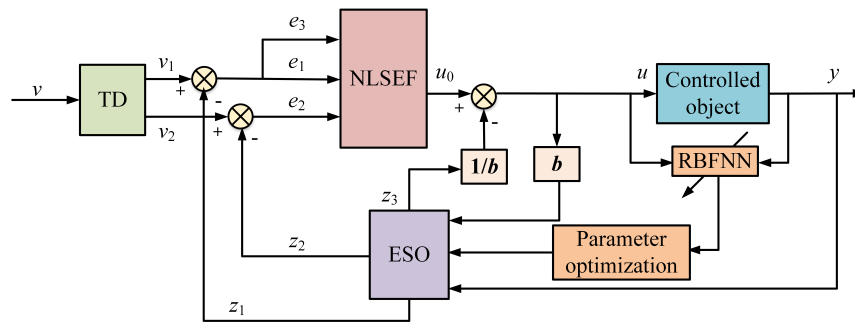 e3
v1
e1
NLSEF
u0
u
Controlled
object
y
v
TD
+
-
v2
+
-
e2
+
-
1/b
b
RBFNN
z3
z2
ESO
Parameter
optimization
z1